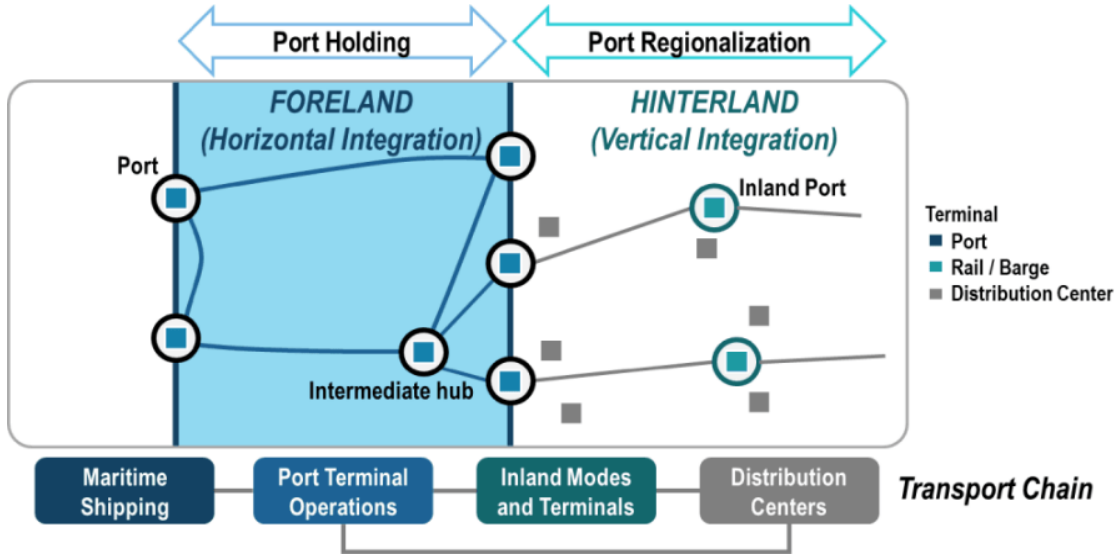 Port Holding
Port Regionalization
FORELAND
(Horizontal Integration)
HINTERLAND
(Vertical Integration)
Port
Inland Port
Intermediate hub
Terminal
Port
Rail / Barge
Distribution Center
Maritime
Shipping
Port Terminal
Operations
Inland Modes
and Terminals
Distribution
Centers
Transport Chain